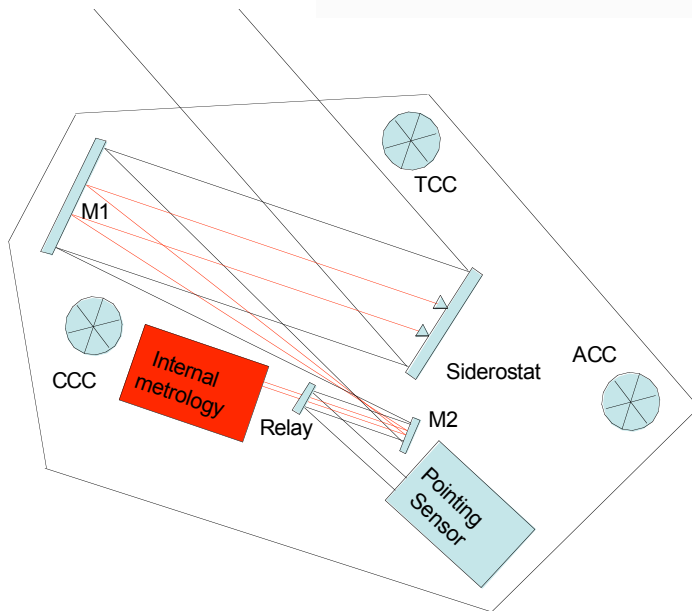 TCC
M1
Siderostat
ACC
CCC
Internal
metrology
Relay
M2
Pointing
Sensor